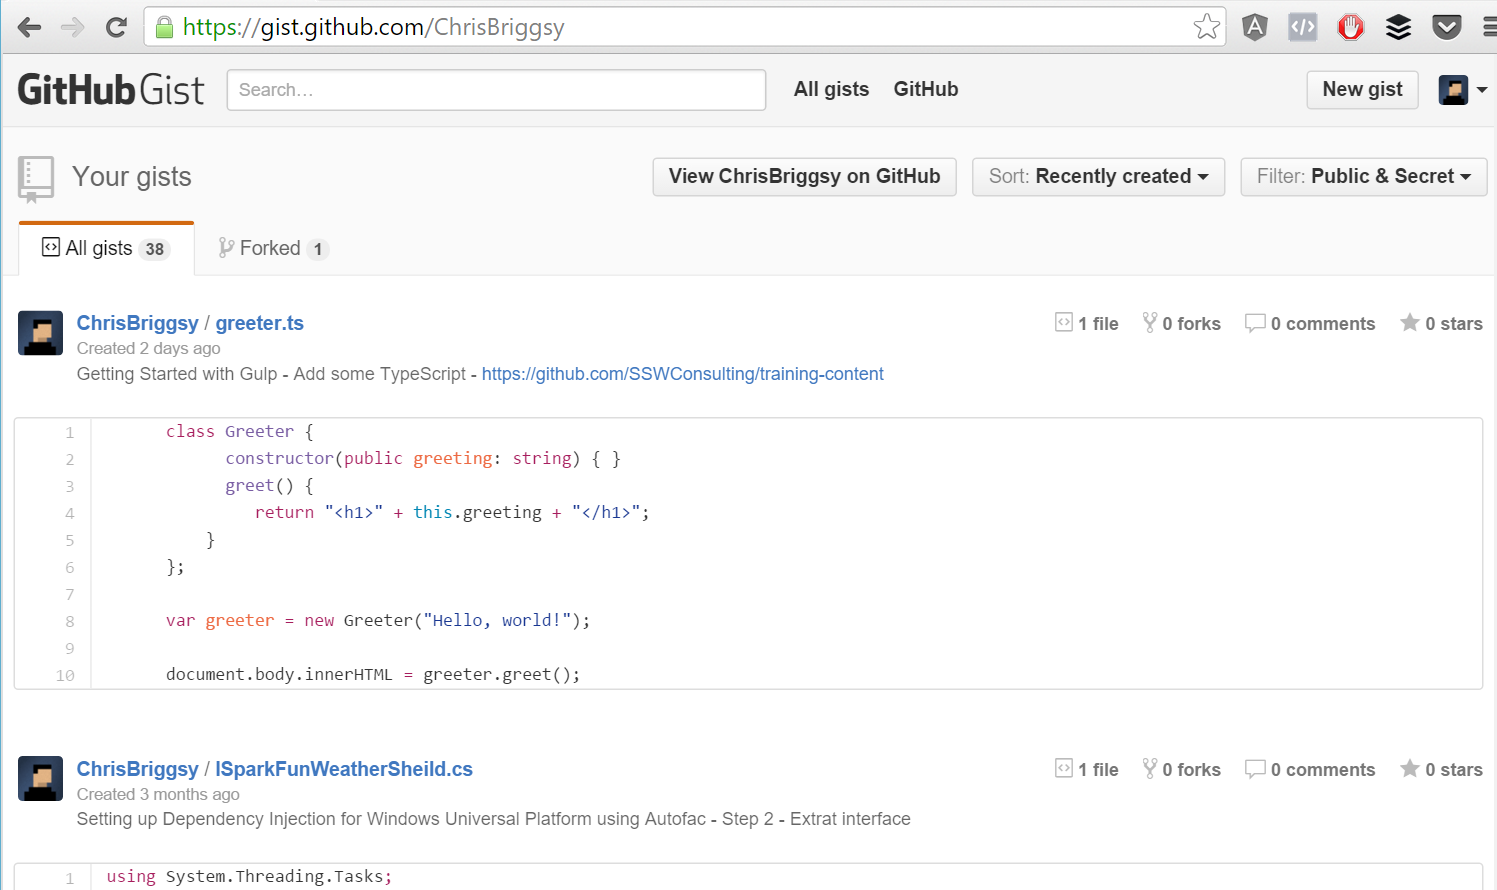 https://gist.github.com/ChrisBriggsy
GitHub Gist Search... All gists GitHub New gist
Your gists View ChrisBriggsy on GitHub Sort: Recently created Filter: Public & Secret
All gists 38 Forked 1
ChrisBriggsy / greeter.ts 1 file 0 forks 0 comments 0 stars
Created 2 days ago
Getting Started with Gulp - Add some TypeScript - https://github.com/SSWConsulting/training-content
1 class Greeter {
2 constructor(public greeting: string) { }
3 greet() {
4 return "<h1>" + this.greeting + "</h1>";
5 }
6 };
7
8 var greeter = new Greeter("Hello, world!");
9
10 document.body.innerHTML = greeter.greet();
ChrisBriggsy / ISparkFunWeatherSheild.cs 1 file 0 forks 0 comments 0 stars
Created 3 months ago
Setting up Dependency Injection for Windows Universal Platform using Autofac - Step 2 - Extrat interface
1 using System.Threading.Tasks;